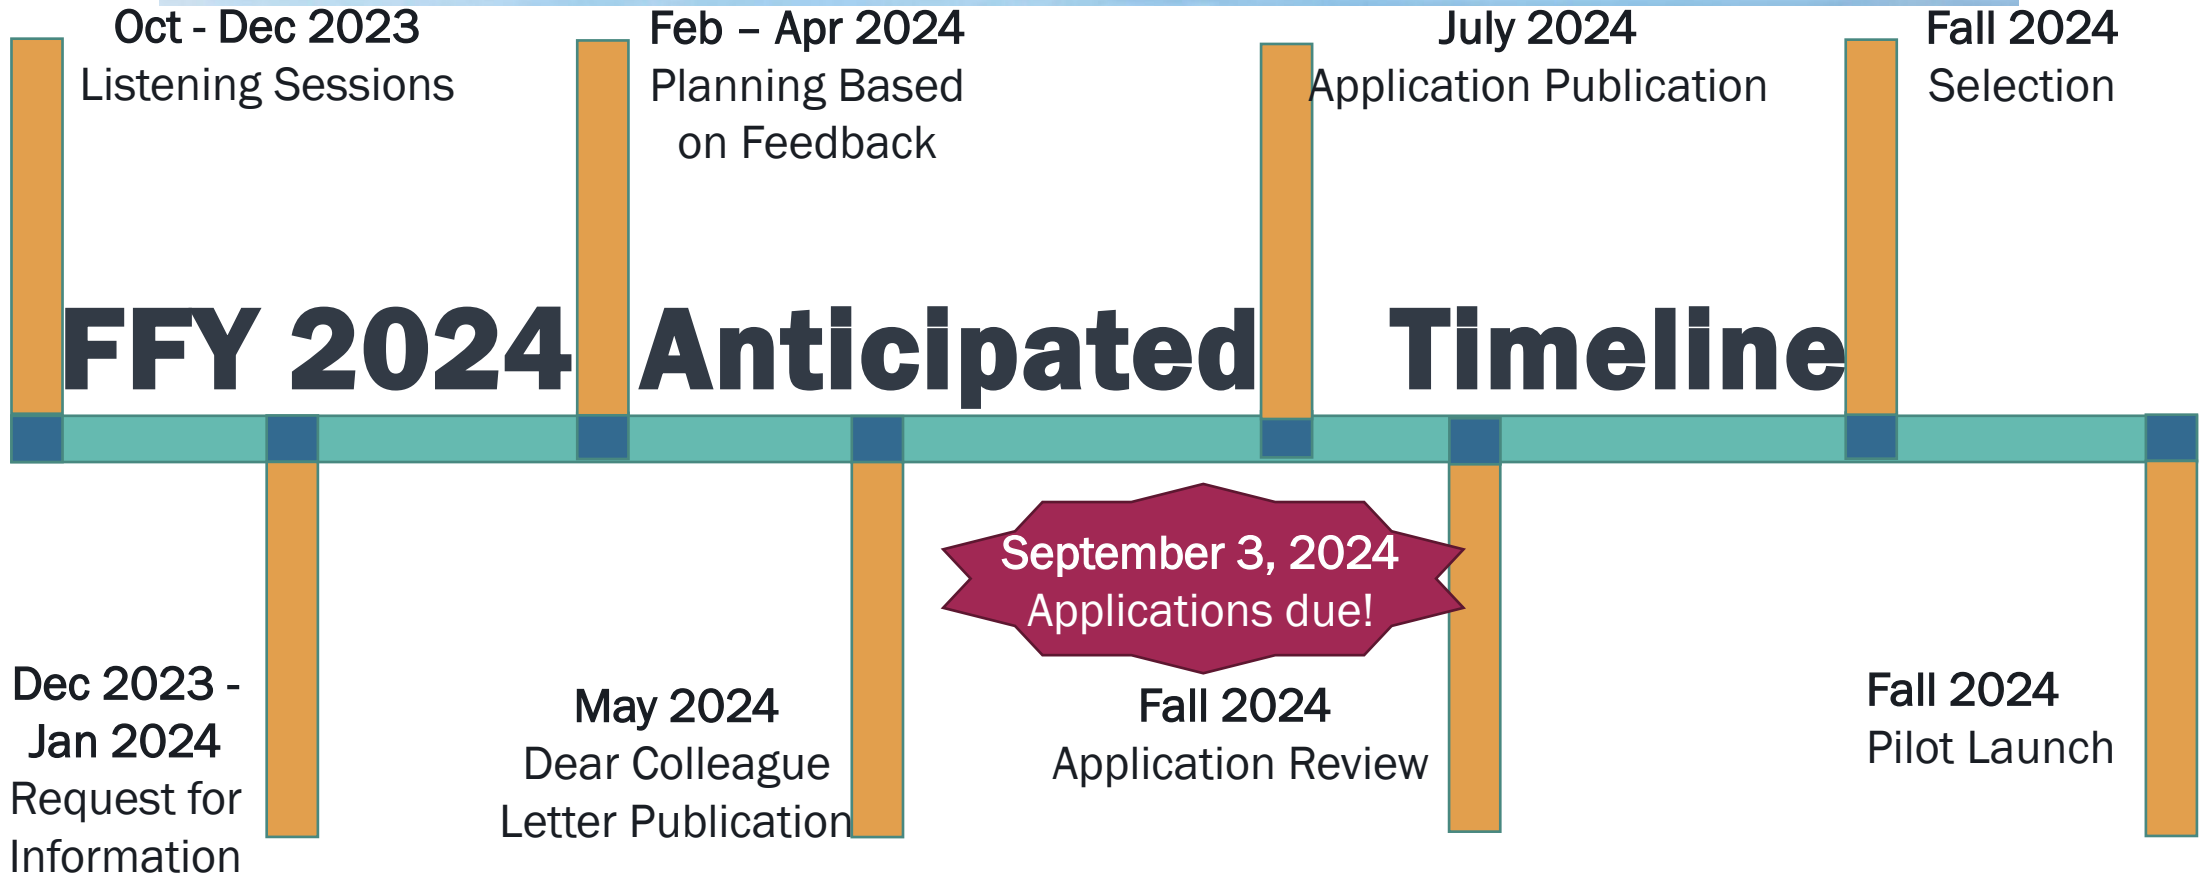 Oct - Dec 2023
Listening Sessions
Feb – Apr 2024
Planning Based
on Feedback
July 2024
Application Publication
Fall 2024
Selection
FFY 2024 Anticipated Timeline
September 3, 2024
Applications due!
Dec 2023 -
Jan 2024
Request for
Information
May 2024
Dear Colleague
Letter Publication
Fall 2024
Application Review
Fall 2024
Pilot Launch